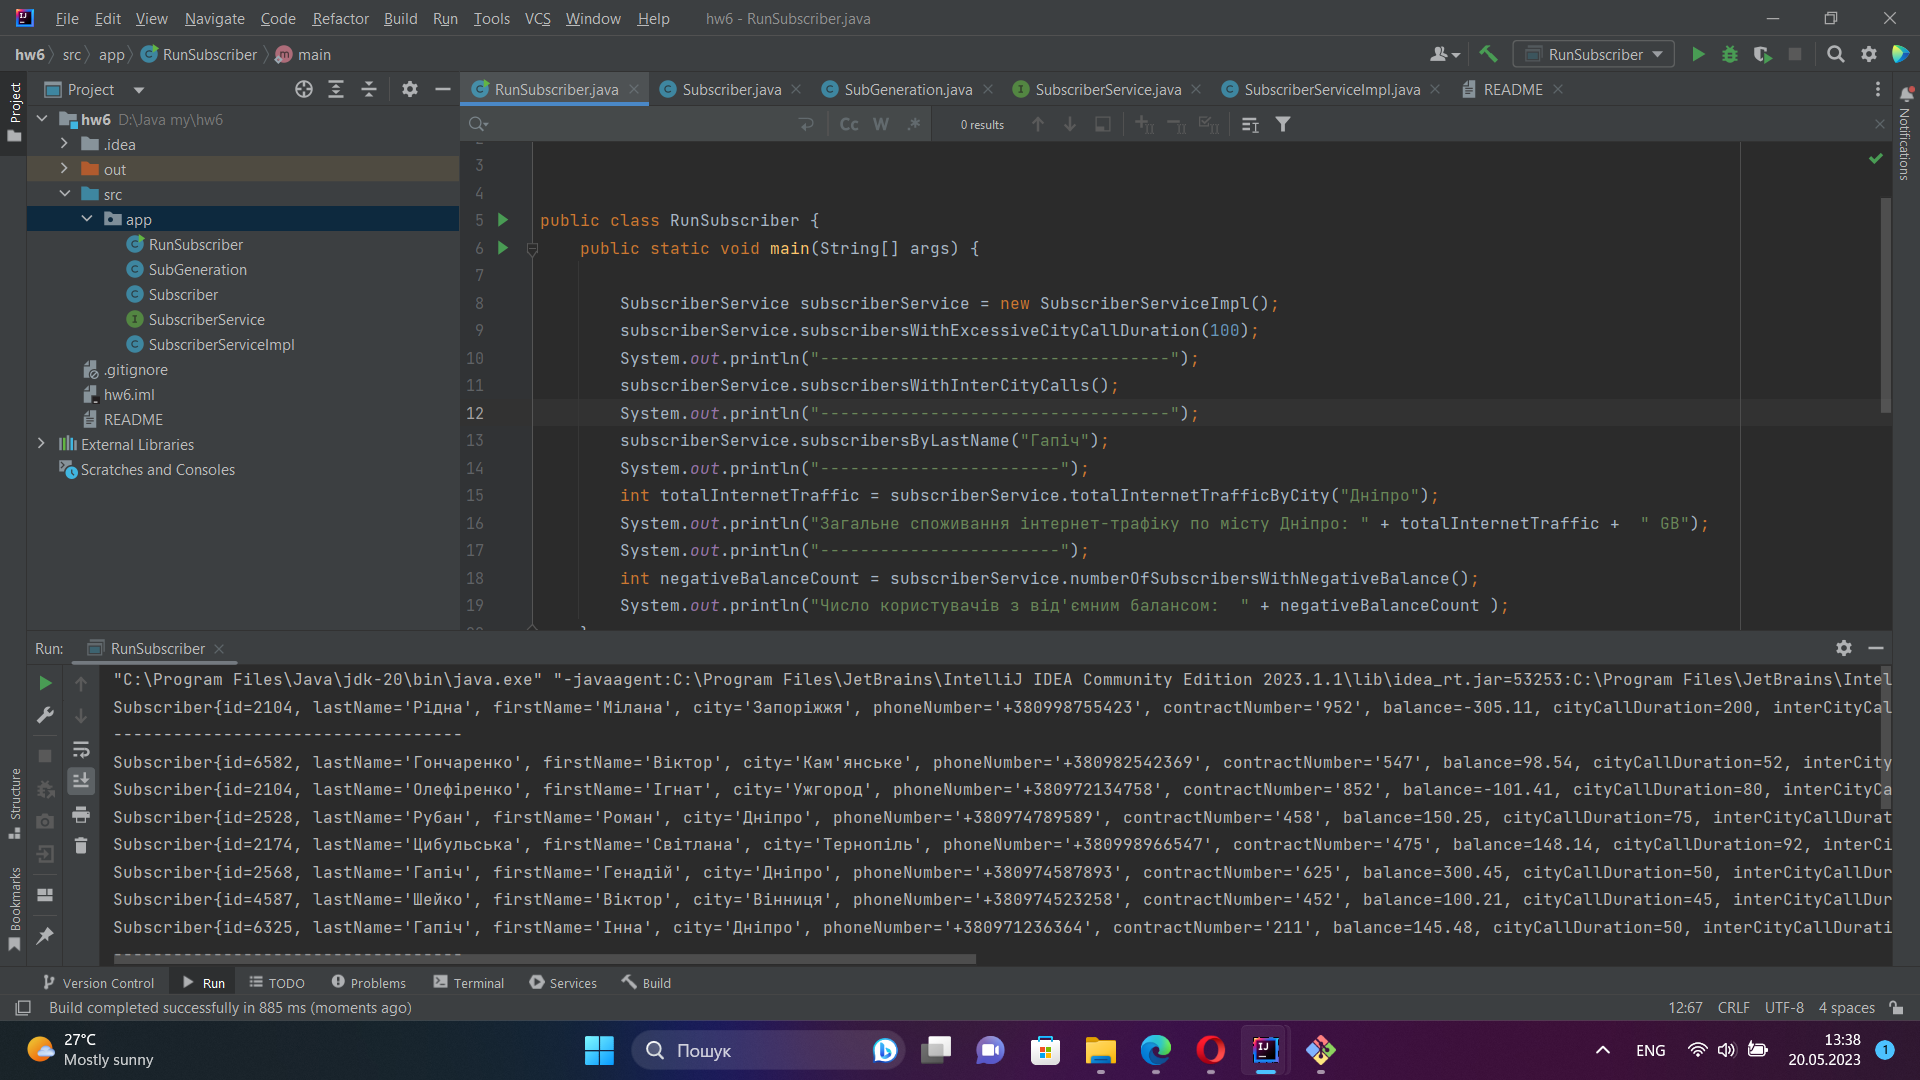 File Edit View Navigate Code Refactor Build Run Tools VCS Window Help hw6 - RunSubscriber.java
hw6 src app RunSubscriber main
RunSubscriber
Project
Project
hw6 D:\Java my\hw6
.idea
out
src
app
RunSubscriber
SubGeneration
Subscriber
SubscriberService
SubscriberServiceImpl
.gitignore
hw6.iml
README
External Libraries
Scratches and Consoles
RunSubscriber.java Subscriber.java SubGeneration.java SubscriberService.java SubscriberServiceImpl.java README
Cc W .* 0 results
Notifications
3
4
5 public class RunSubscriber {
6 public static void main(String[] args) {
7
8 SubscriberService subscriberService = new SubscriberServiceImpl();
9 subscriberService.subscribersWithExcessiveCityCallDuration(100);
10 System.out.println("-----------------------------------");
11 subscriberService.subscribersWithInterCityCalls();
12 System.out.println("-----------------------------------");
13 subscriberService.subscribersByLastName("Гапіч");
14 System.out.println("------------------------");
15 int totalInternetTraffic = subscriberService.totalInternetTrafficByCity("Дніпро");
16 System.out.println("Загальне споживання інтернет-трафіку по місту Дніпро: " + totalInternetTraffic +  " GB");
17 System.out.println("------------------------");
18 int negativeBalanceCount = subscriberService.numberOfSubscribersWithNegativeBalance();
19 System.out.println("Число користувачів з від'ємним балансом:  " + negativeBalanceCount );
Run: RunSubscriber
"C:\Program Files\Java\jdk-20\bin\java.exe" "-javaagent:C:\Program Files\JetBrains\IntelliJ IDEA Community Edition 2023.1.1\lib\idea_rt.jar=53253:C:\Program Files\JetBrains\Intel
Subscriber{id=2104, lastName='Рідна', firstName='Мілана', city='Запоріжжя', phoneNumber='+380998755423', contractNumber='952', balance=-305.11, cityCallDuration=200, interCityCal
-----------------------------------
Subscriber{id=6582, lastName='Гончаренко', firstName='Віктор', city='Кам'янське', phoneNumber='+380982542369', contractNumber='547', balance=98.54, cityCallDuration=52, interCity
Subscriber{id=2104, lastName='Олефіренко', firstName='Ігнат', city='Ужгород', phoneNumber='+380972134758', contractNumber='852', balance=-101.41, cityCallDuration=80, interCityCa
Subscriber{id=2528, lastName='Рубан', firstName='Роман', city='Дніпро', phoneNumber='+380974789589', contractNumber='458', balance=150.25, cityCallDuration=75, interCityCallDurat
Subscriber{id=2174, lastName='Цибульська', firstName='Світлана', city='Тернопіль', phoneNumber='+380998966547', contractNumber='475', balance=148.14, cityCallDuration=92, interCi
Subscriber{id=2568, lastName='Гапіч', firstName='Генадій', city='Дніпро', phoneNumber='+380974587893', contractNumber='625', balance=300.45, cityCallDuration=50, interCityCallDur
Subscriber{id=4587, lastName='Шейко', firstName='Віктор', city='Вінниця', phoneNumber='+380974523258', contractNumber='452', balance=100.21, cityCallDuration=45, interCityCallDur
Subscriber{id=6325, lastName='Гапіч', firstName='Інна', city='Дніпро', phoneNumber='+380971236364', contractNumber='211', balance=145.48, cityCallDuration=50, interCityCallDurati
-----------------------------------
Structure
Bookmarks
Version Control Run TODO Problems Terminal Services Build
Build completed successfully in 885 ms (moments ago) 12:67 CRLF UTF-8 4 spaces
27°C
Mostly sunny
Пошук
ENG
13:38
20.05.2023
1